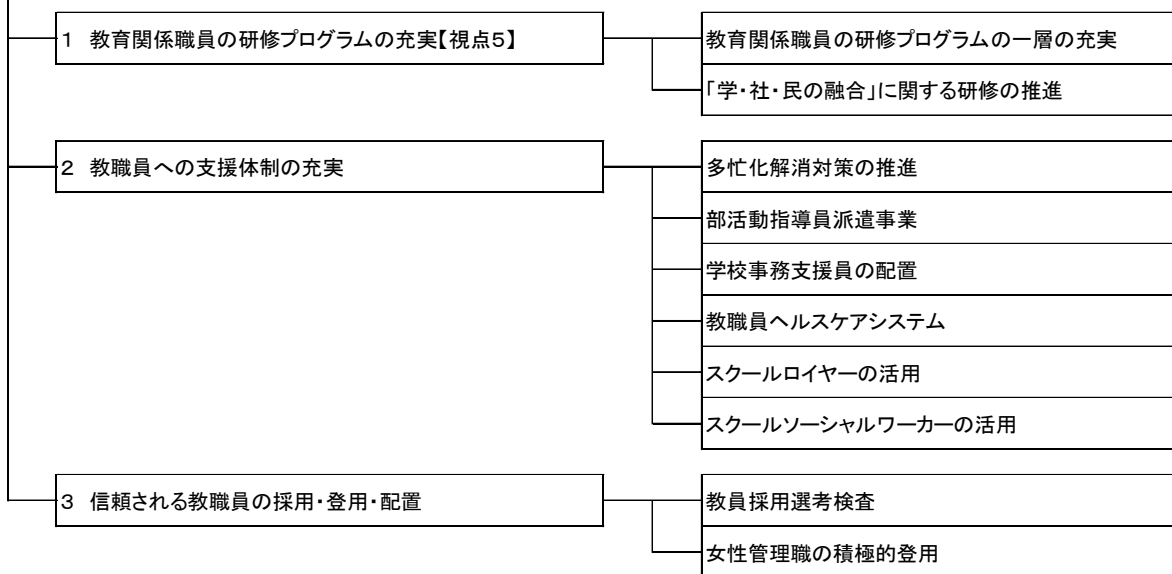 1 教育関係職員の研修プログラムの充実【視点5】
教育関係職員の研修プログラムの一層の充実
「学・社・民の融合」に関する研修の推進
2 教職員への支援体制の充実
多忙化解消対策の推進
部活動指導員派遣事業
学校事務支援員の配置
教職員ヘルスケアシステム
スクールロイヤーの活用
スクールソーシャルワーカーの活用
3 信頼される教職員の採用・登用・配置
教員採用選考検査
女性管理職の積極的登用